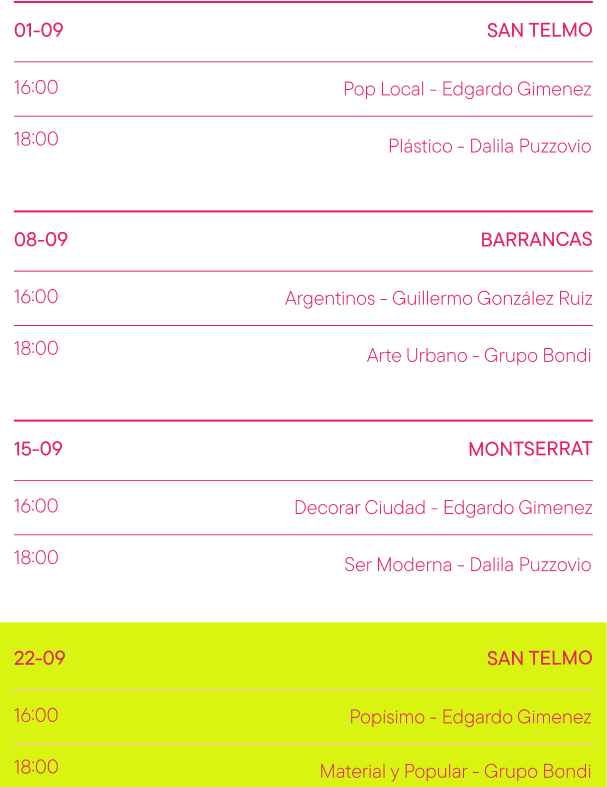 01-09 SAN TELMO
16:00 Pop Local - Edgardo Gimenez
18:00 Plástico - Dalila Puzzovio
08-09 BARRANCAS
16:00 Argentinos - Guillermo González Ruiz
18:00 Arte Urbano - Grupo Bondi
15-09 MONTSERRAT
16:00 Decorar Ciudad - Edgardo Gimenez
18:00 Ser Moderna - Dalila Puzzovio
22-09 SAN TELMO
16:00 Popísimo - Edgardo Gimenez
18:00 Material y Popular - Grupo Bondi